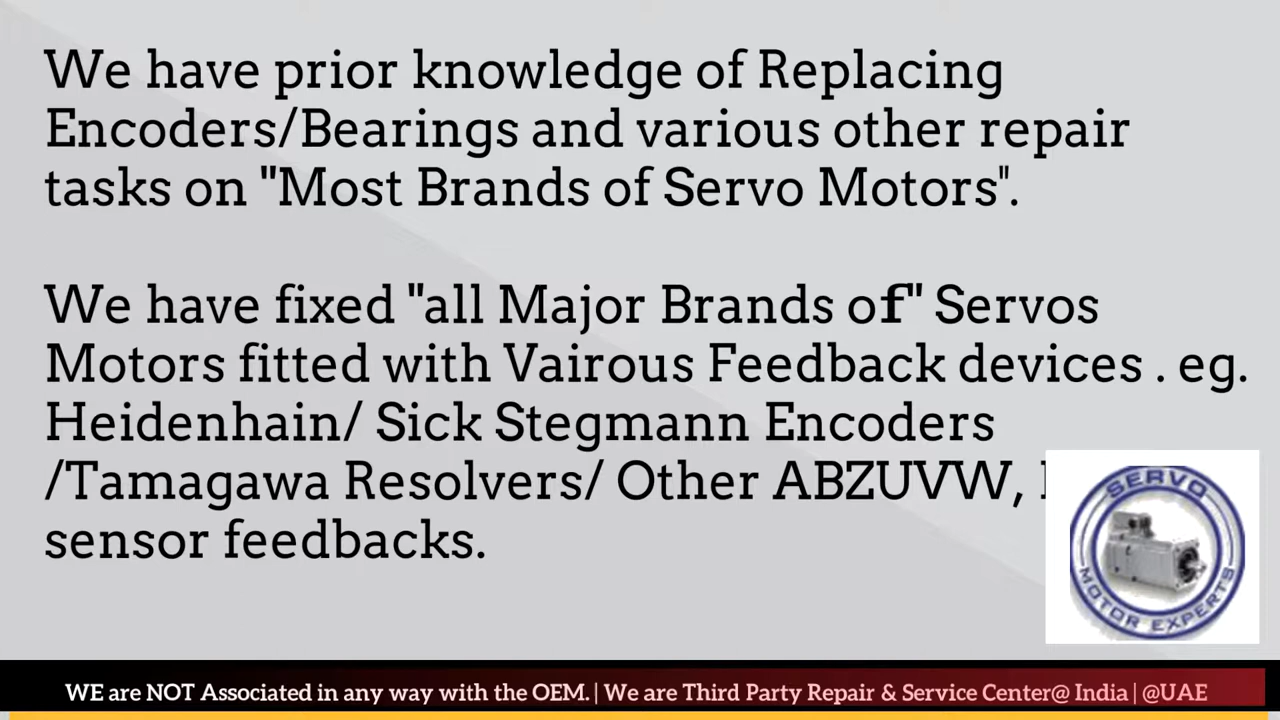 We have prior knowledge of Replacing
Encoders/Bearings and various other repair
tasks on "Most Brands of Servo Motors".
We have fixed "all Major Brands of" Servos
Motors fitted with Vairous Feedback devices . eg.
Heidenhain/ Sick Stegmann Encoders
/Tamagawa Resolvers/ Other ABZUVW,
sensor feedbacks.
SERVO
MOTOR EXPERTS
WE are NOT Associated in any way with the OEM. | We are Third Party Repair & Service Center@ India | @UAE